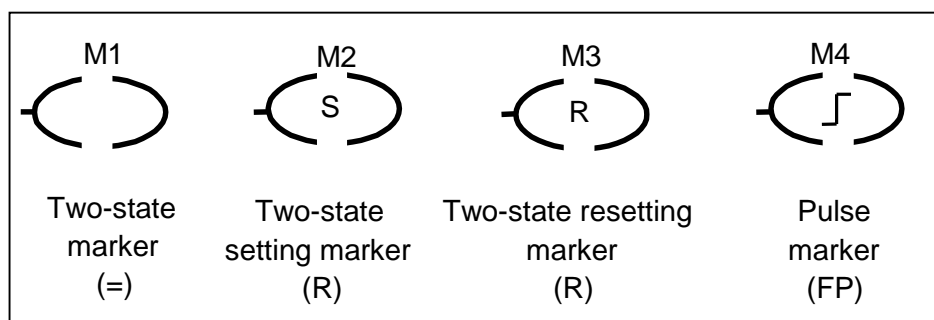 M1 M2 M3 M4
S R
Two-state Two-state Two-state resetting Pulse
marker setting marker marker marker
(=) (R) (R) (FP)